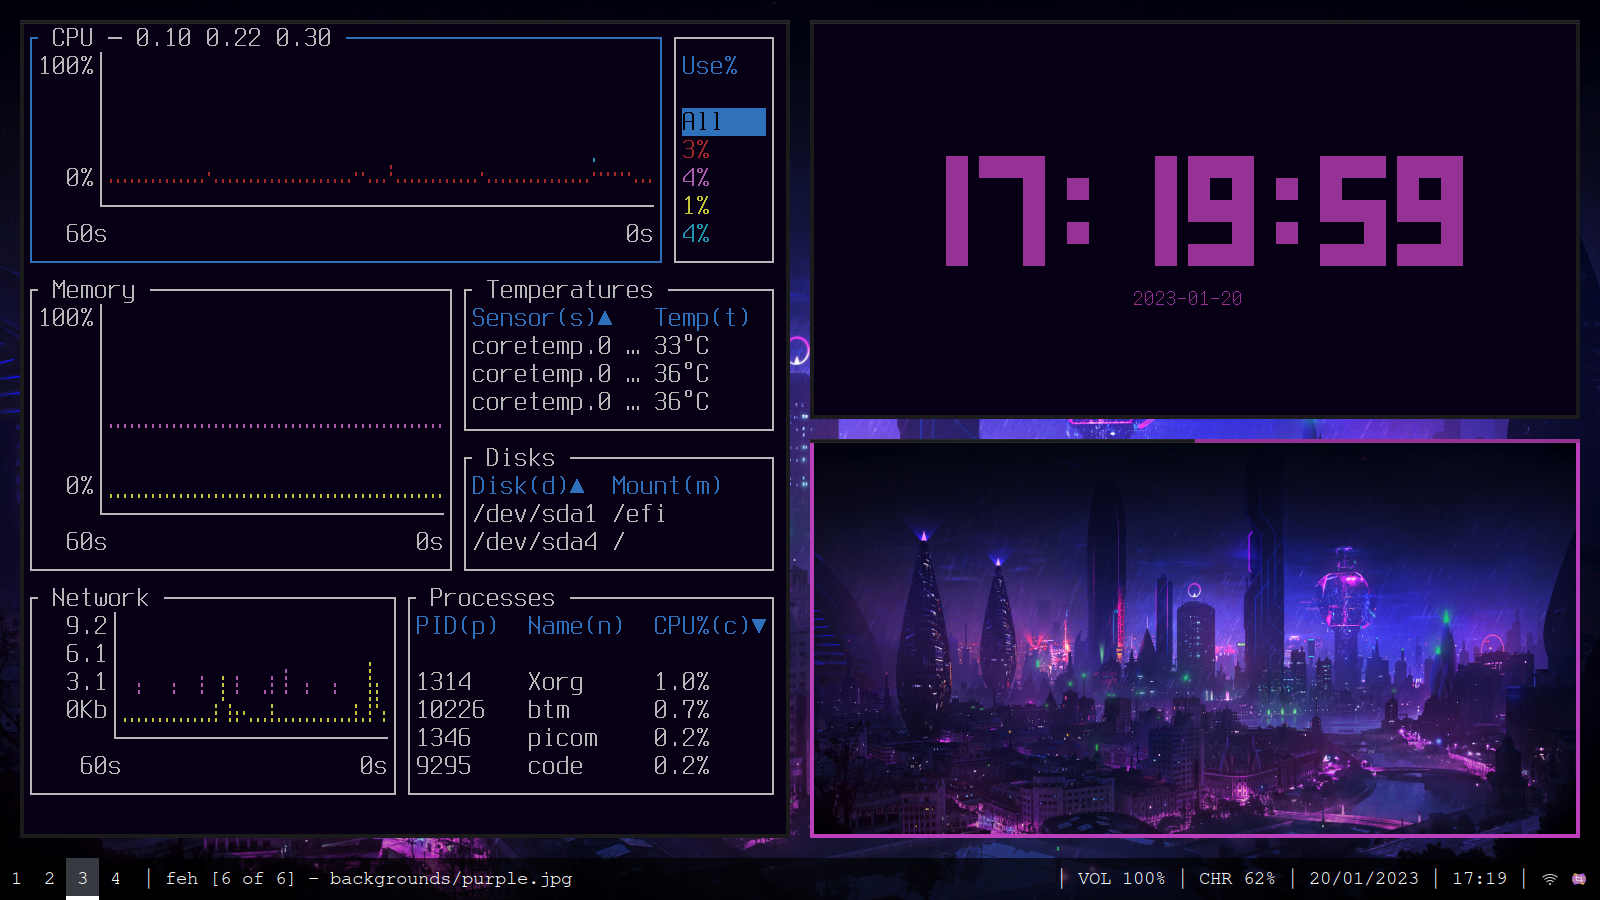 CPU — 0.10 0.22 0.30
100%
0%
60s 0s
Use%
All
3%
4%
1%
4%
Memory
100%
0%
60s 0s
Temperatures
Sensor(s)▲ Temp(t)
coretemp.0 … 33°C
coretemp.0 … 36°C
coretemp.0 … 36°C
Disks
Disk(d)▲ Mount(m)
/dev/sda1 /efi
/dev/sda4 /
Network
9.2
6.1
3.1
0Kb
60s 0s
Processes
PID(p) Name(n) CPU%(c)▼
1314 Xorg 1.0%
10226 btm 0.7%
1346 picom 0.2%
9295 code 0.2%
17:19:59
2023-01-20
1 2 3 4 | feh [6 of 6] - backgrounds/purple.jpg | VOL 100% | CHR 62% | 20/01/2023 | 17:19 |